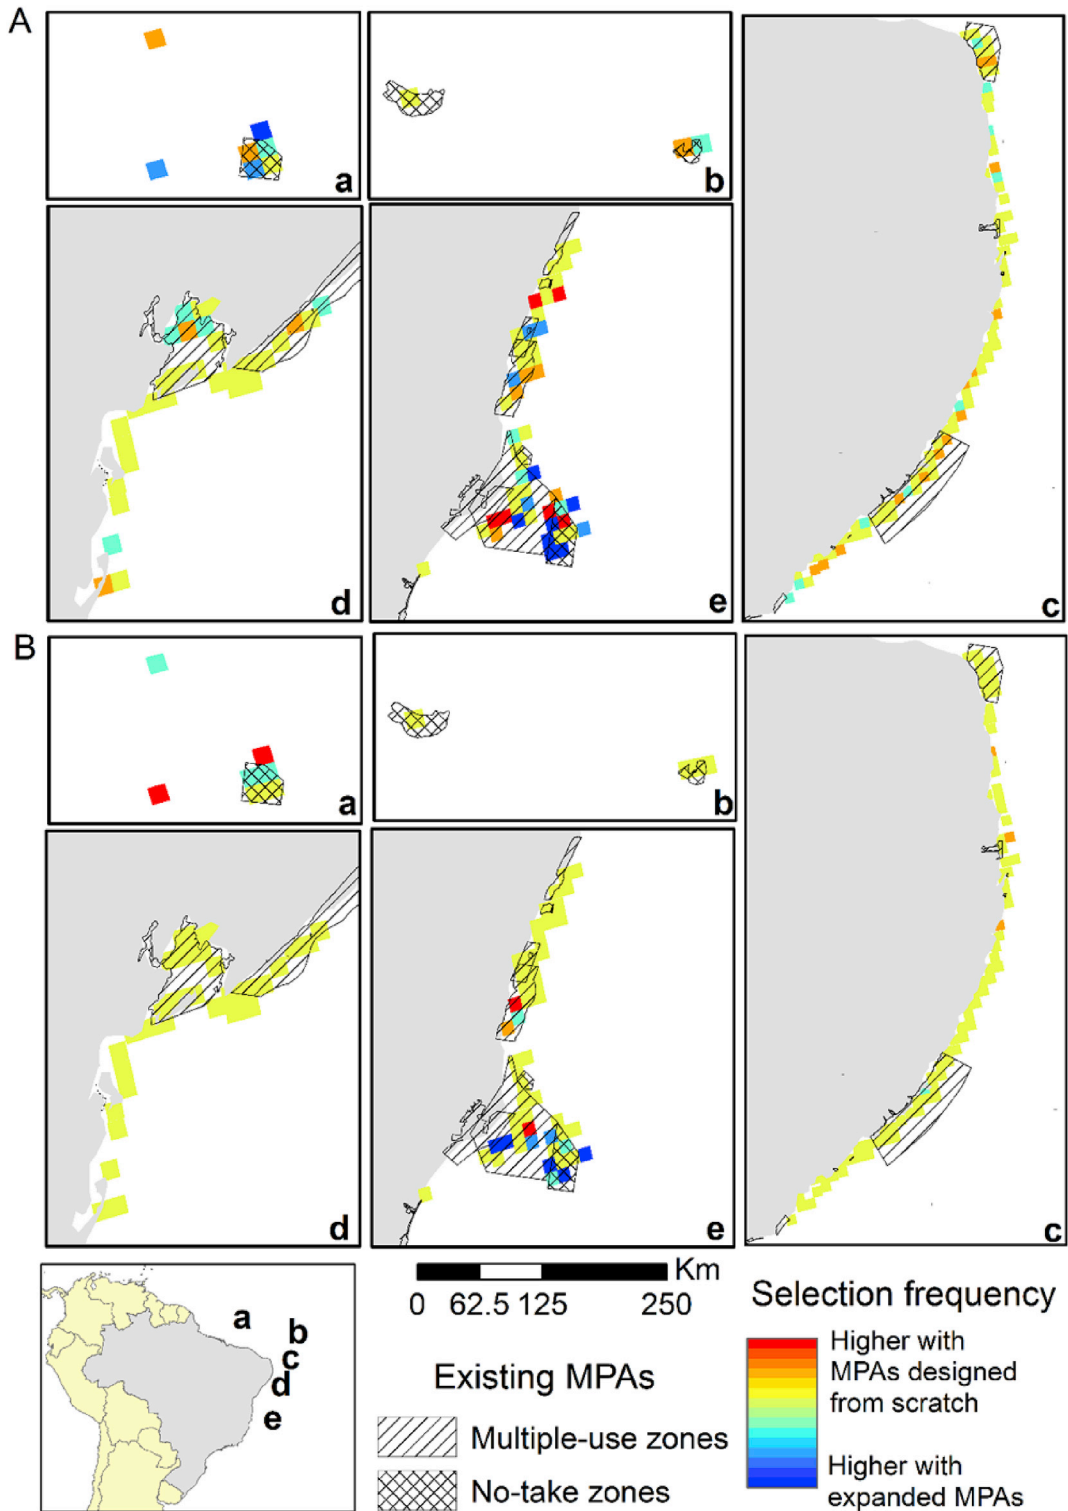 A
a
b
c
d
e
B
a
b
c
d
e
a
b
c
d
e
Km
0 62.5 125 250
Existing MPAs
Multiple-use zones
No-take zones
Selection frequency
Higher with
MPAs designed
from scratch
Higher with
expanded MPAs